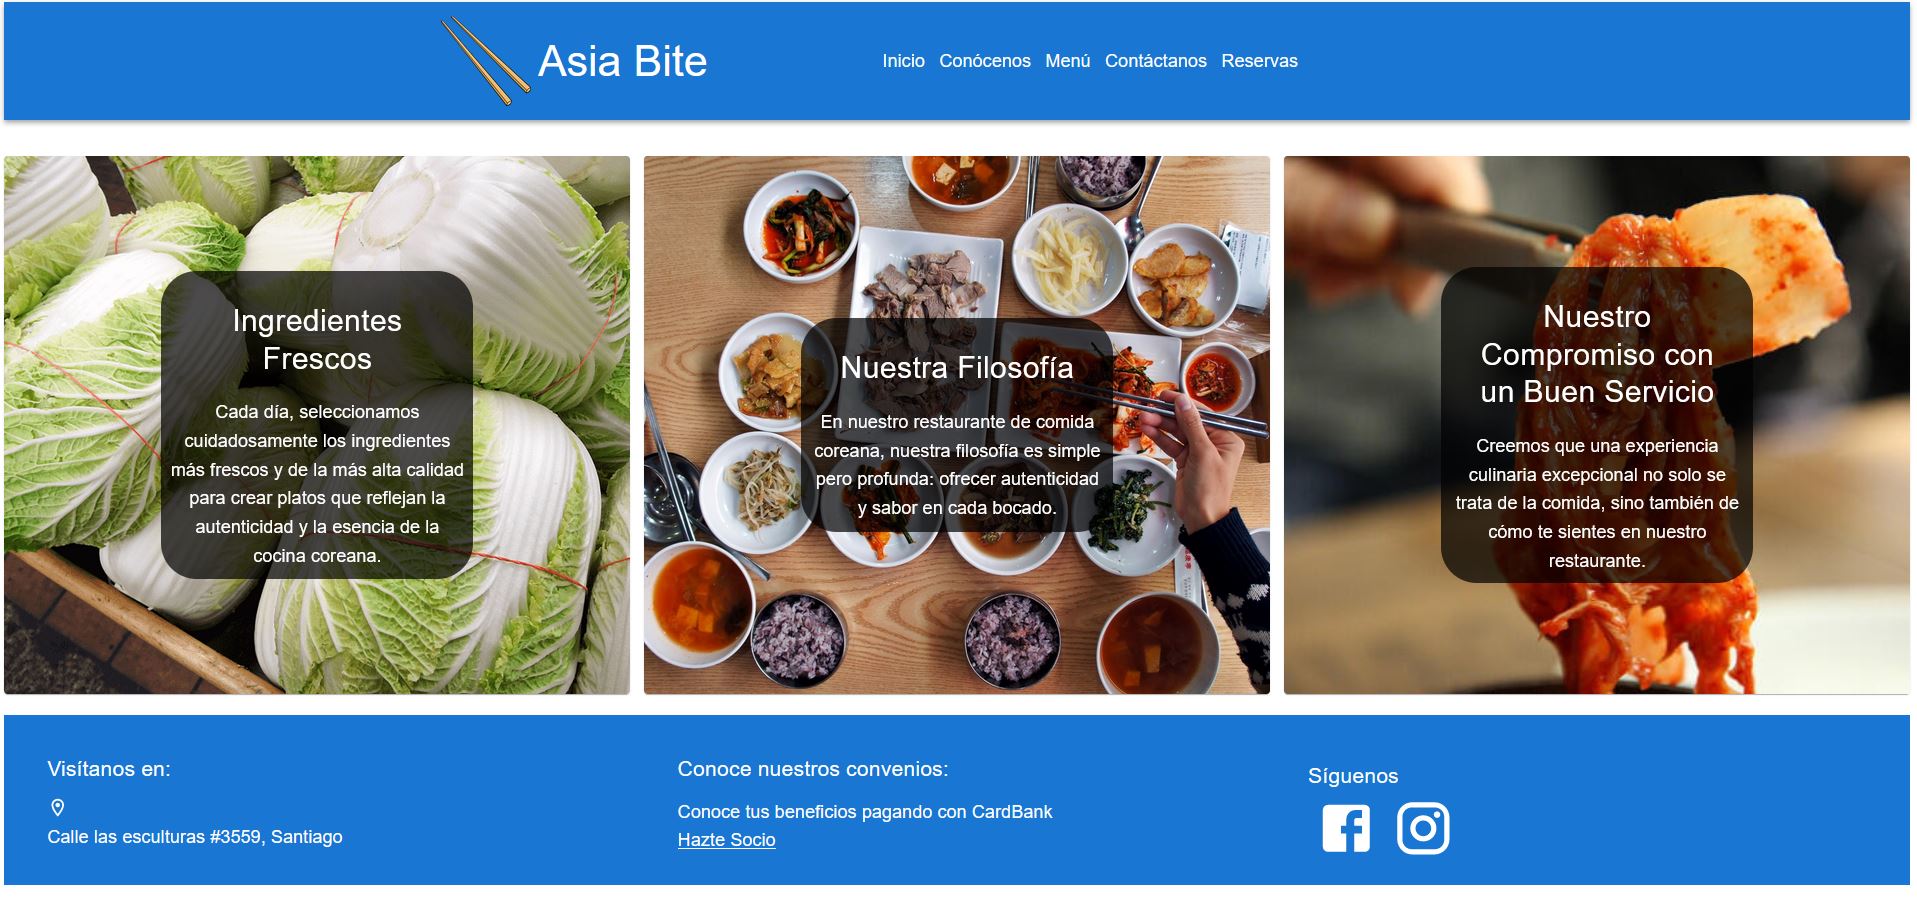 Asia Bite
Inicio Conócenos Menú Contáctanos Reservas
Ingredientes
Frescos
Cada día, seleccionamos
cuidadosamente los ingredientes
más frescos y de la más alta calidad
para crear platos que reflejan la
autenticidad y la esencia de la
cocina coreana.
Nuestra Filosofía
En nuestro restaurante de comida
coreana, nuestra filosofía es simple
pero profunda: ofrecer autenticidad
y sabor en cada bocado.
Nuestro
Compromiso con
un Buen Servicio
Creemos que una experiencia
culinaria excepcional no solo se
trata de la comida, sino también de
cómo te sientes en nuestro
restaurante.
Visítanos en:
Calle las esculturas #3559, Santiago
Conoce nuestros convenios:
Conoce tus beneficios pagando con CardBank
Hazte Socio
Síguenos